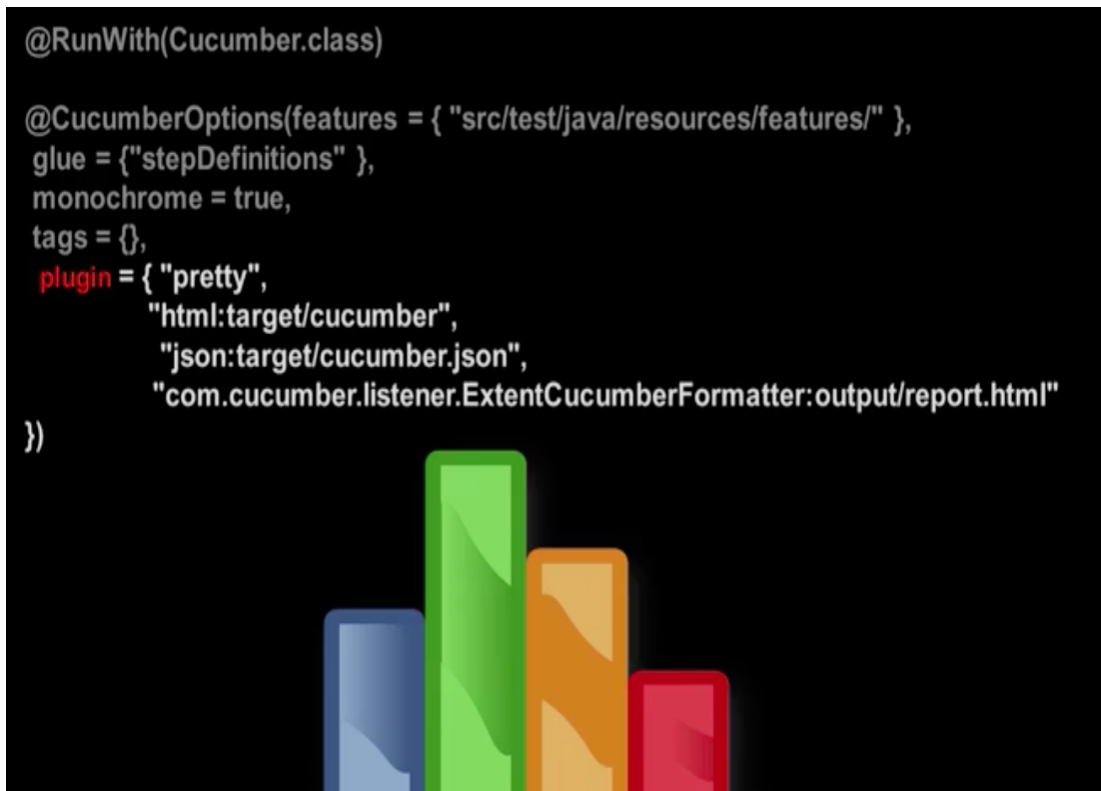 @RunWith(Cucumber.class)
@CucumberOptions(features = { "src/test/java/resources/features/" },
glue = {"stepDefinitions" },
monochrome = true,
tags = {},
plugin = { "pretty",
"html:target/cucumber",
"json:target/cucumber.json",
"com.cucumber.listener.ExtentCucumberFormatter:output/report.html"
})